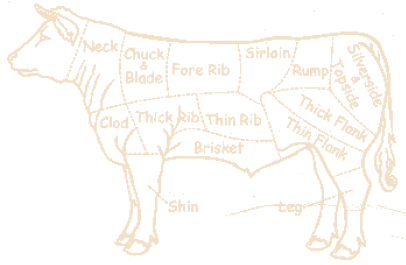 Neck
Chuck
&
Blade
Fore Rib
Sirloin
Rump
Silverside
&
Topside
Clod
Thick Rib
Thin Rib
Thick Flank
Thin Flank
Brisket
Shin
Leg